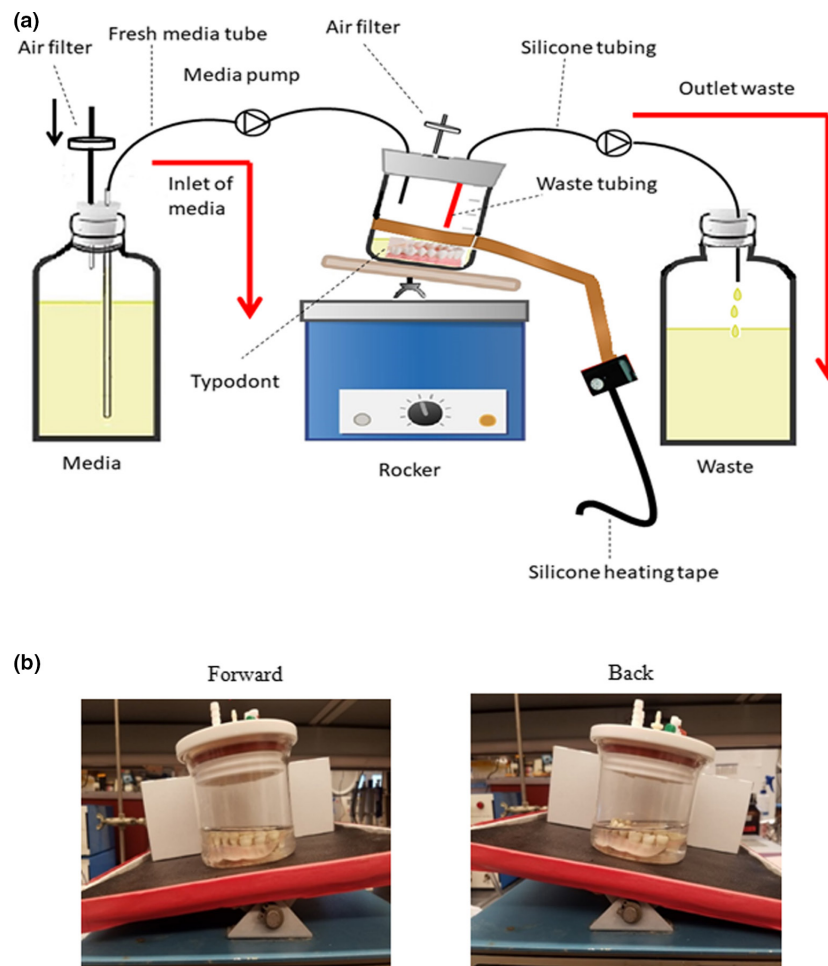 (a)
Air filter
Fresh media tube
Media pump
Air filter
Silicone tubing
Outlet waste
Inlet of
media
Waste tubing
Typodont
Media
Rocker
Waste
Silicone heating tape
(b)
Forward
Back